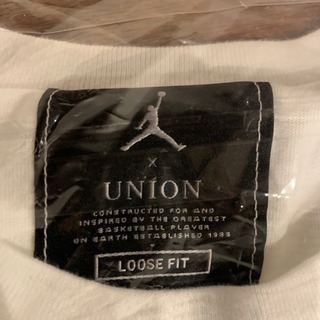 X
UNION
CONSTRUCTED FOR AND
INSPIRED BY THE GREATEST
BASKETBALL PLAYER
ON EARTH ESTABLISHED 1985
LOOSE FIT